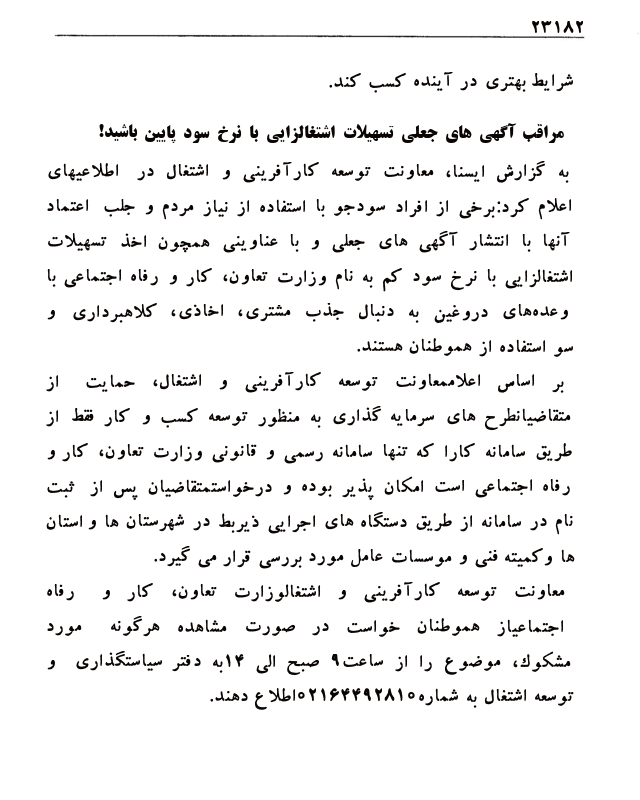 ۲۳۱۸۲
شرایط بهتری در آینده کسب کند.
مراقب آگهی های جعلی تسهیلات اشتغالزایی با نرخ سود پایین باشید!
به گزارش ایسنا، معاونت توسعه کارآفرینی و اشتغال در اطلاعیهای
اعلام کرد:برخی از افراد سودجو با استفاده از نیاز مردم و جلب اعتماد
آنها با انتشار آگهی های جعلی و با عناوینی همچون اخذ تسهیلات
اشتغالزایی با نرخ سود کم به نام وزارت تعاون، کار و رفاه اجتماعی با
وعده‌های دروغین به دنبال جذب مشتری، اخاذی، کلاهبرداری و
سو استفاده از هموطنان هستند.
بر اساس اعلاممعاونت توسعه کارآفرینی و اشتغال، حمایت از
متقاضیانطرح های سرمایه گذاری به منظور توسعه کسب و کار فقط از
طریق سامانه کارا که تنها سامانه رسمی و قانونی وزارت تعاون، کار و
رفاه اجتماعی است امکان پذیر بوده و درخواستمتقاضیان پس از ثبت
نام در سامانه از طریق دستگاه های اجرایی ذیربط در شهرستان ها و استان
ها وکمیته فنی و موسسات عامل مورد بررسی قرار می گیرد.
معاونت توسعه کارآفرینی و اشتغالوزارت تعاون، کار و رفاه
اجتماعیاز هموطنان خواست در صورت مشاهده هرگونه مورد
مشکوك، موضوع را از ساعت۹ صبح الی ۱۴به دفتر سیاستگذاری و
توسعه اشتغال به شماره۰۲۱۶۴۴۹۲۸۱۰اطلاع دهند.